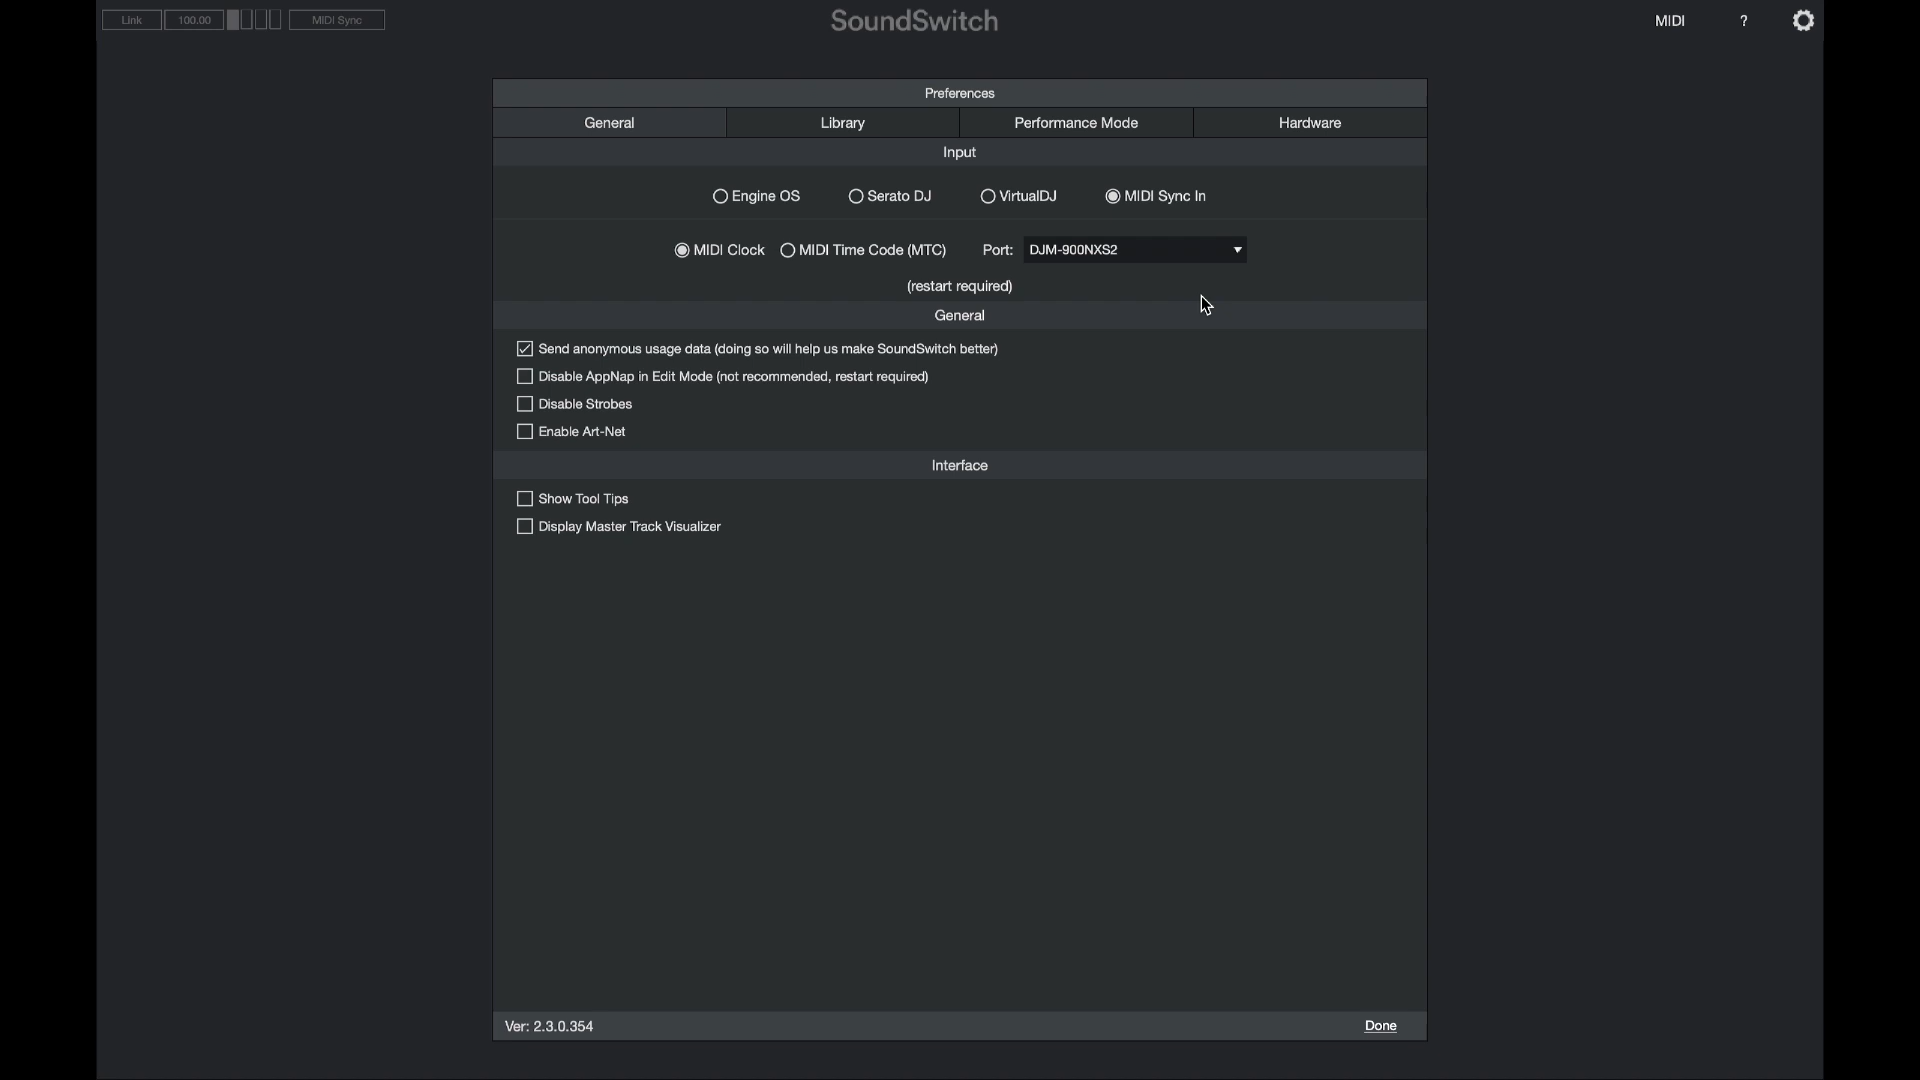 Link 100.00 MIDI Sync SoundSwitch MIDI ?
Preferences
General Library Performance Mode Hardware
Input
Engine OS Serato DJ VirtualDJ MIDI Sync In
MIDI Clock MIDI Time Code (MTC) Port: DJM-900NXS2
(restart required)
General
Send anonymous usage data (doing so will help us make SoundSwitch better)
Disable AppNap in Edit Mode (not recommended, restart required)
Disable Strobes
Enable Art-Net
Interface
Show Tool Tips
Display Master Track Visualizer
Ver: 2.3.0.354 Done